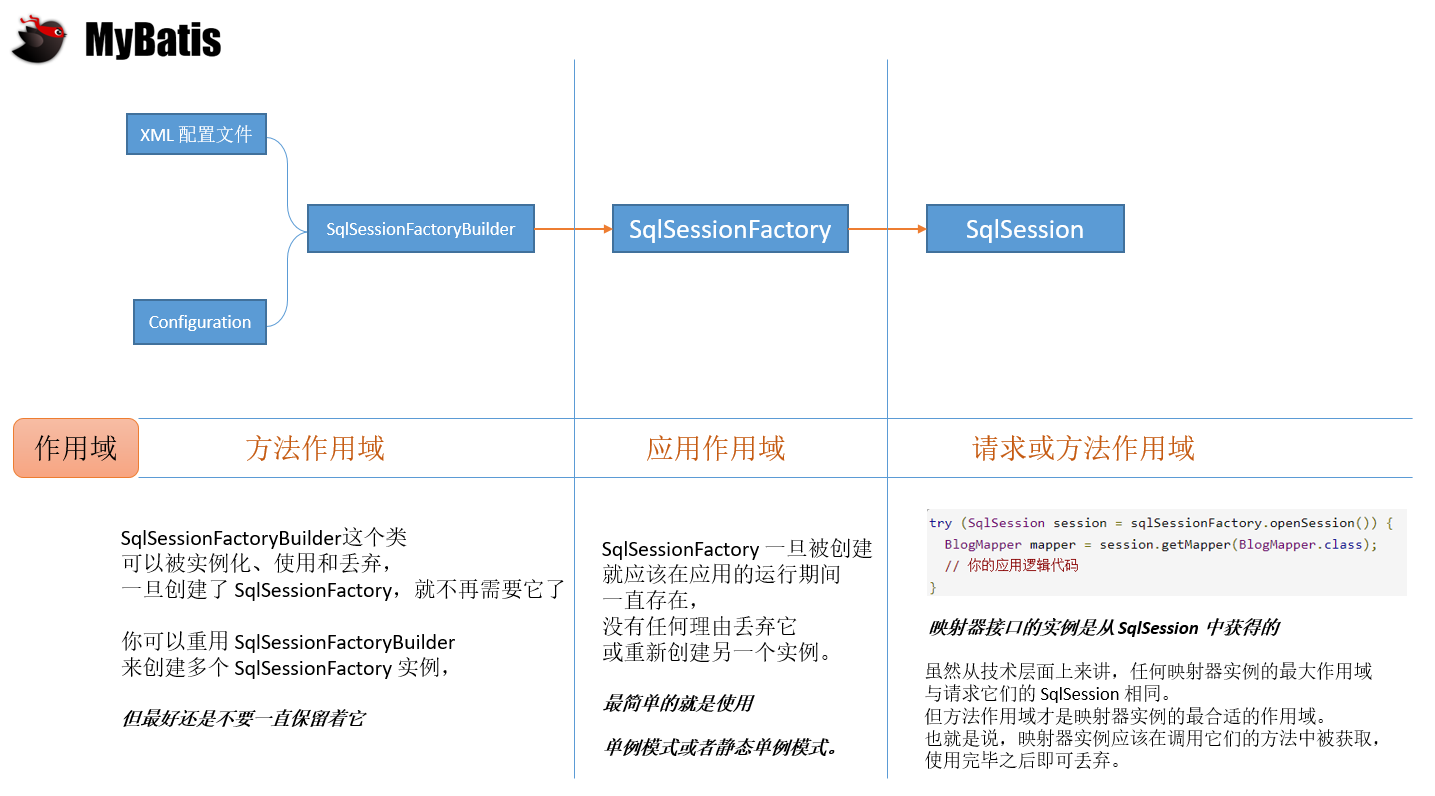 MyBatis
XML 配置文件
SqlSessionFactoryBuilder
SqlSessionFactory
SqlSession
Configuration
作用域
方法作用域
应用作用域
请求或方法作用域
SqlSessionFactoryBuilder这个类
可以被实例化、使用和丢弃，
一旦创建了 SqlSessionFactory，就不再需要它了
你可以重用 SqlSessionFactoryBuilder
来创建多个 SqlSessionFactory 实例，
但最好还是不要一直保留着它
SqlSessionFactory 一旦被创建
就应该在应用的运行期间
一直存在，
没有任何理由丢弃它
或重新创建另一个实例。
最简单的就是使用
单例模式或者静态单例模式。
try (SqlSession session = sqlSessionFactory.openSession()) {
BlogMapper mapper = session.getMapper(BlogMapper.class);
// 你的应用逻辑代码
}
映射器接口的实例是从 SqlSession 中获得的
虽然从技术层面上来讲，任何映射器实例的最大作用域
与请求它们的 SqlSession 相同。
但方法作用域才是映射器实例的最合适的作用域。
也就是说，映射器实例应该在调用它们的方法中被获取，
使用完毕之后即可丢弃。